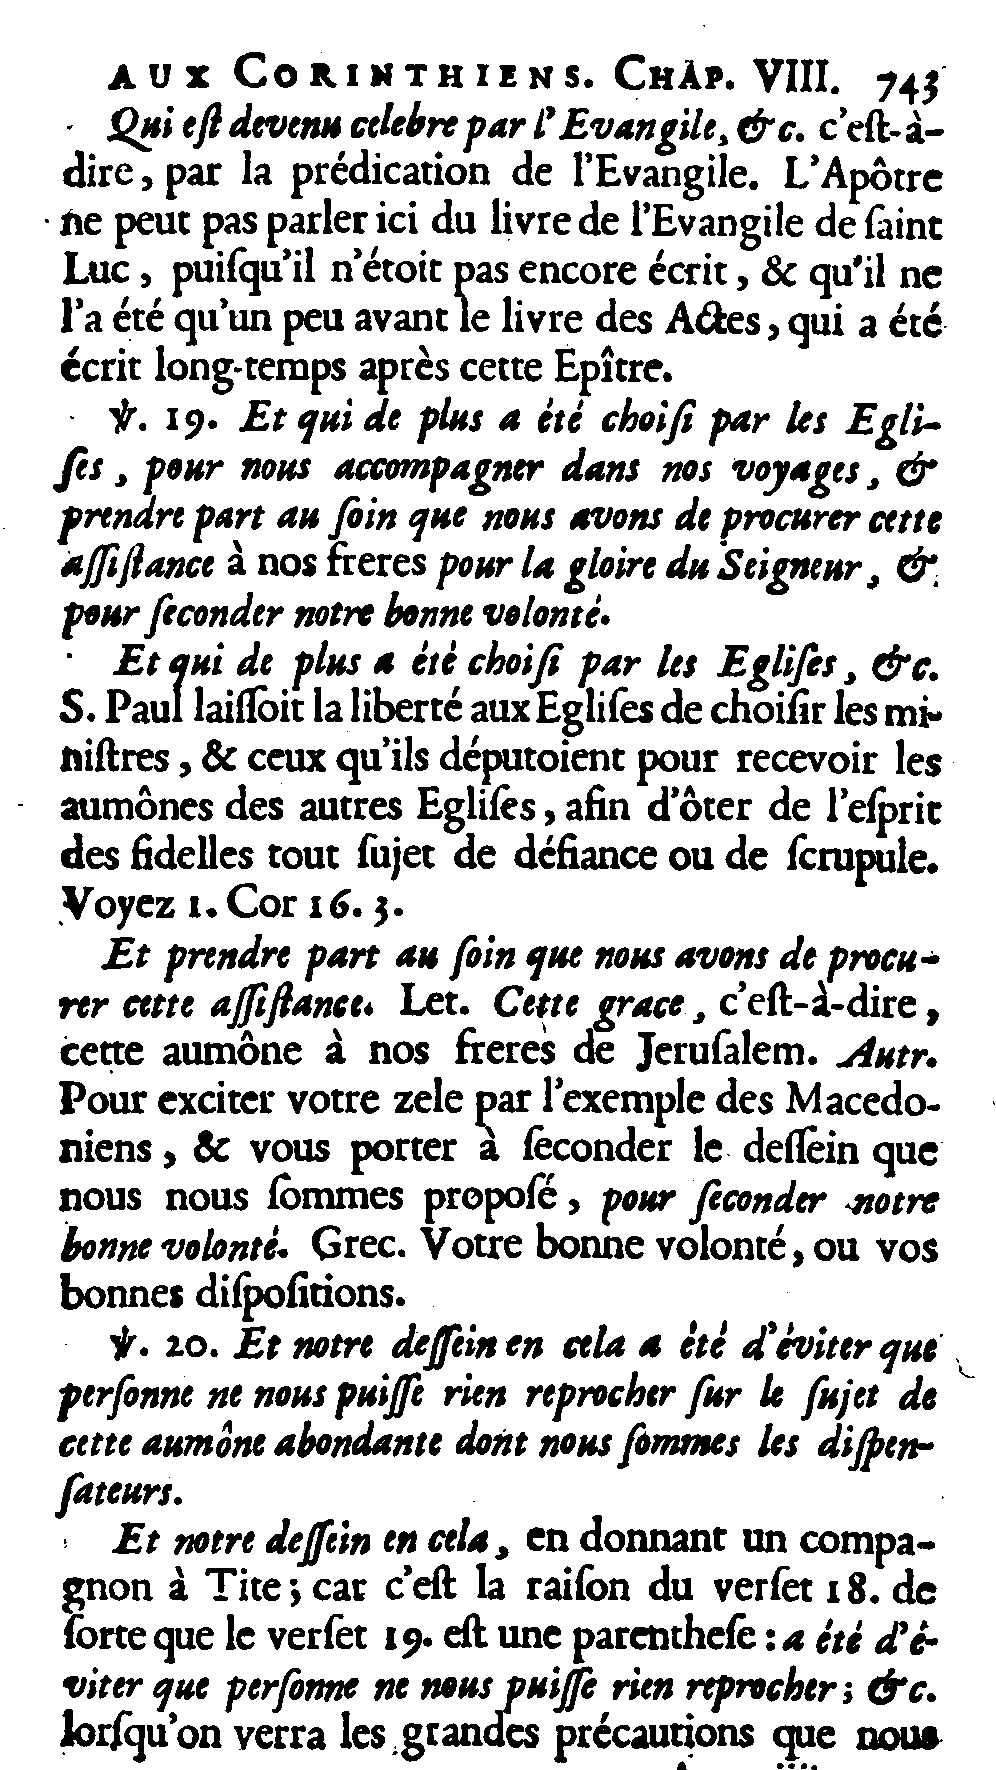 AUX CORINTHIENS. CHAP. VIII. 743
Qui eſt devenu celebre par l'Evangile, &c. c'eſt-à-
dire, par la prédication de l'Evangile. L'Apôtre
ne peut pas parler ici du livre de l'Evangile de ſaint
Luc, puiſqu'il n'étoit pas encore écrit, & qu'il ne
l'a été qu'un peu avant le livre des Actes, qui a été
écrit long-temps après cette Epître.
℣. 19. Et qui de plus a été choiſi par les Egli-
ſes, pour nous accompagner dans nos voyages, &
prendre part au ſoin que nous avons de procurer cette
aſſiſtance à nos freres pour la gloire du Seigneur, &
pour ſeconder notre bonne volonté.
Et qui de plus a été choiſi par les Egliſes, &c.
S. Paul laiſſoit la liberté aux Egliſes de choiſir les mi-
niſtres, & ceux qu'ils députoient pour recevoir les
aumônes des autres Egliſes, afin d'ôter de l'eſprit
des fidelles tout ſujet de défiance ou de ſcrupule.
Voyez 1. Cor 16. 3.
Et prendre part au ſoin que nous avons de procu-
rer cette aſſiſtance. Let. Cette grace, c'eſt-à-dire,
cette aumône à nos freres de Jeruſalem. Autr.
Pour exciter votre zele par l'exemple des Macedo-
niens, & vous porter à ſeconder le deſſein que
nous nous ſommes propoſé, pour ſeconder notre
bonne volonté. Grec. Votre bonne volonté, ou vos
bonnes diſpoſitions.
℣. 20. Et notre deſſein en cela a été d'éviter que
perſonne ne nous puiſſe rien reprocher ſur le ſujet de
cette aumône abondante dont nous ſommes les diſpen-
ſateurs.
Et notre deſſein en cela, en donnant un compa-
gnon à Tite; car c'eſt la raiſon du verſet 18. de
ſorte que le verſet 19. eſt une parentheſe: a été d'é-
viter que perſonne ne nous puiſſe rien reprocher; &c.
lorſqu'on verra les grandes précautions que nous